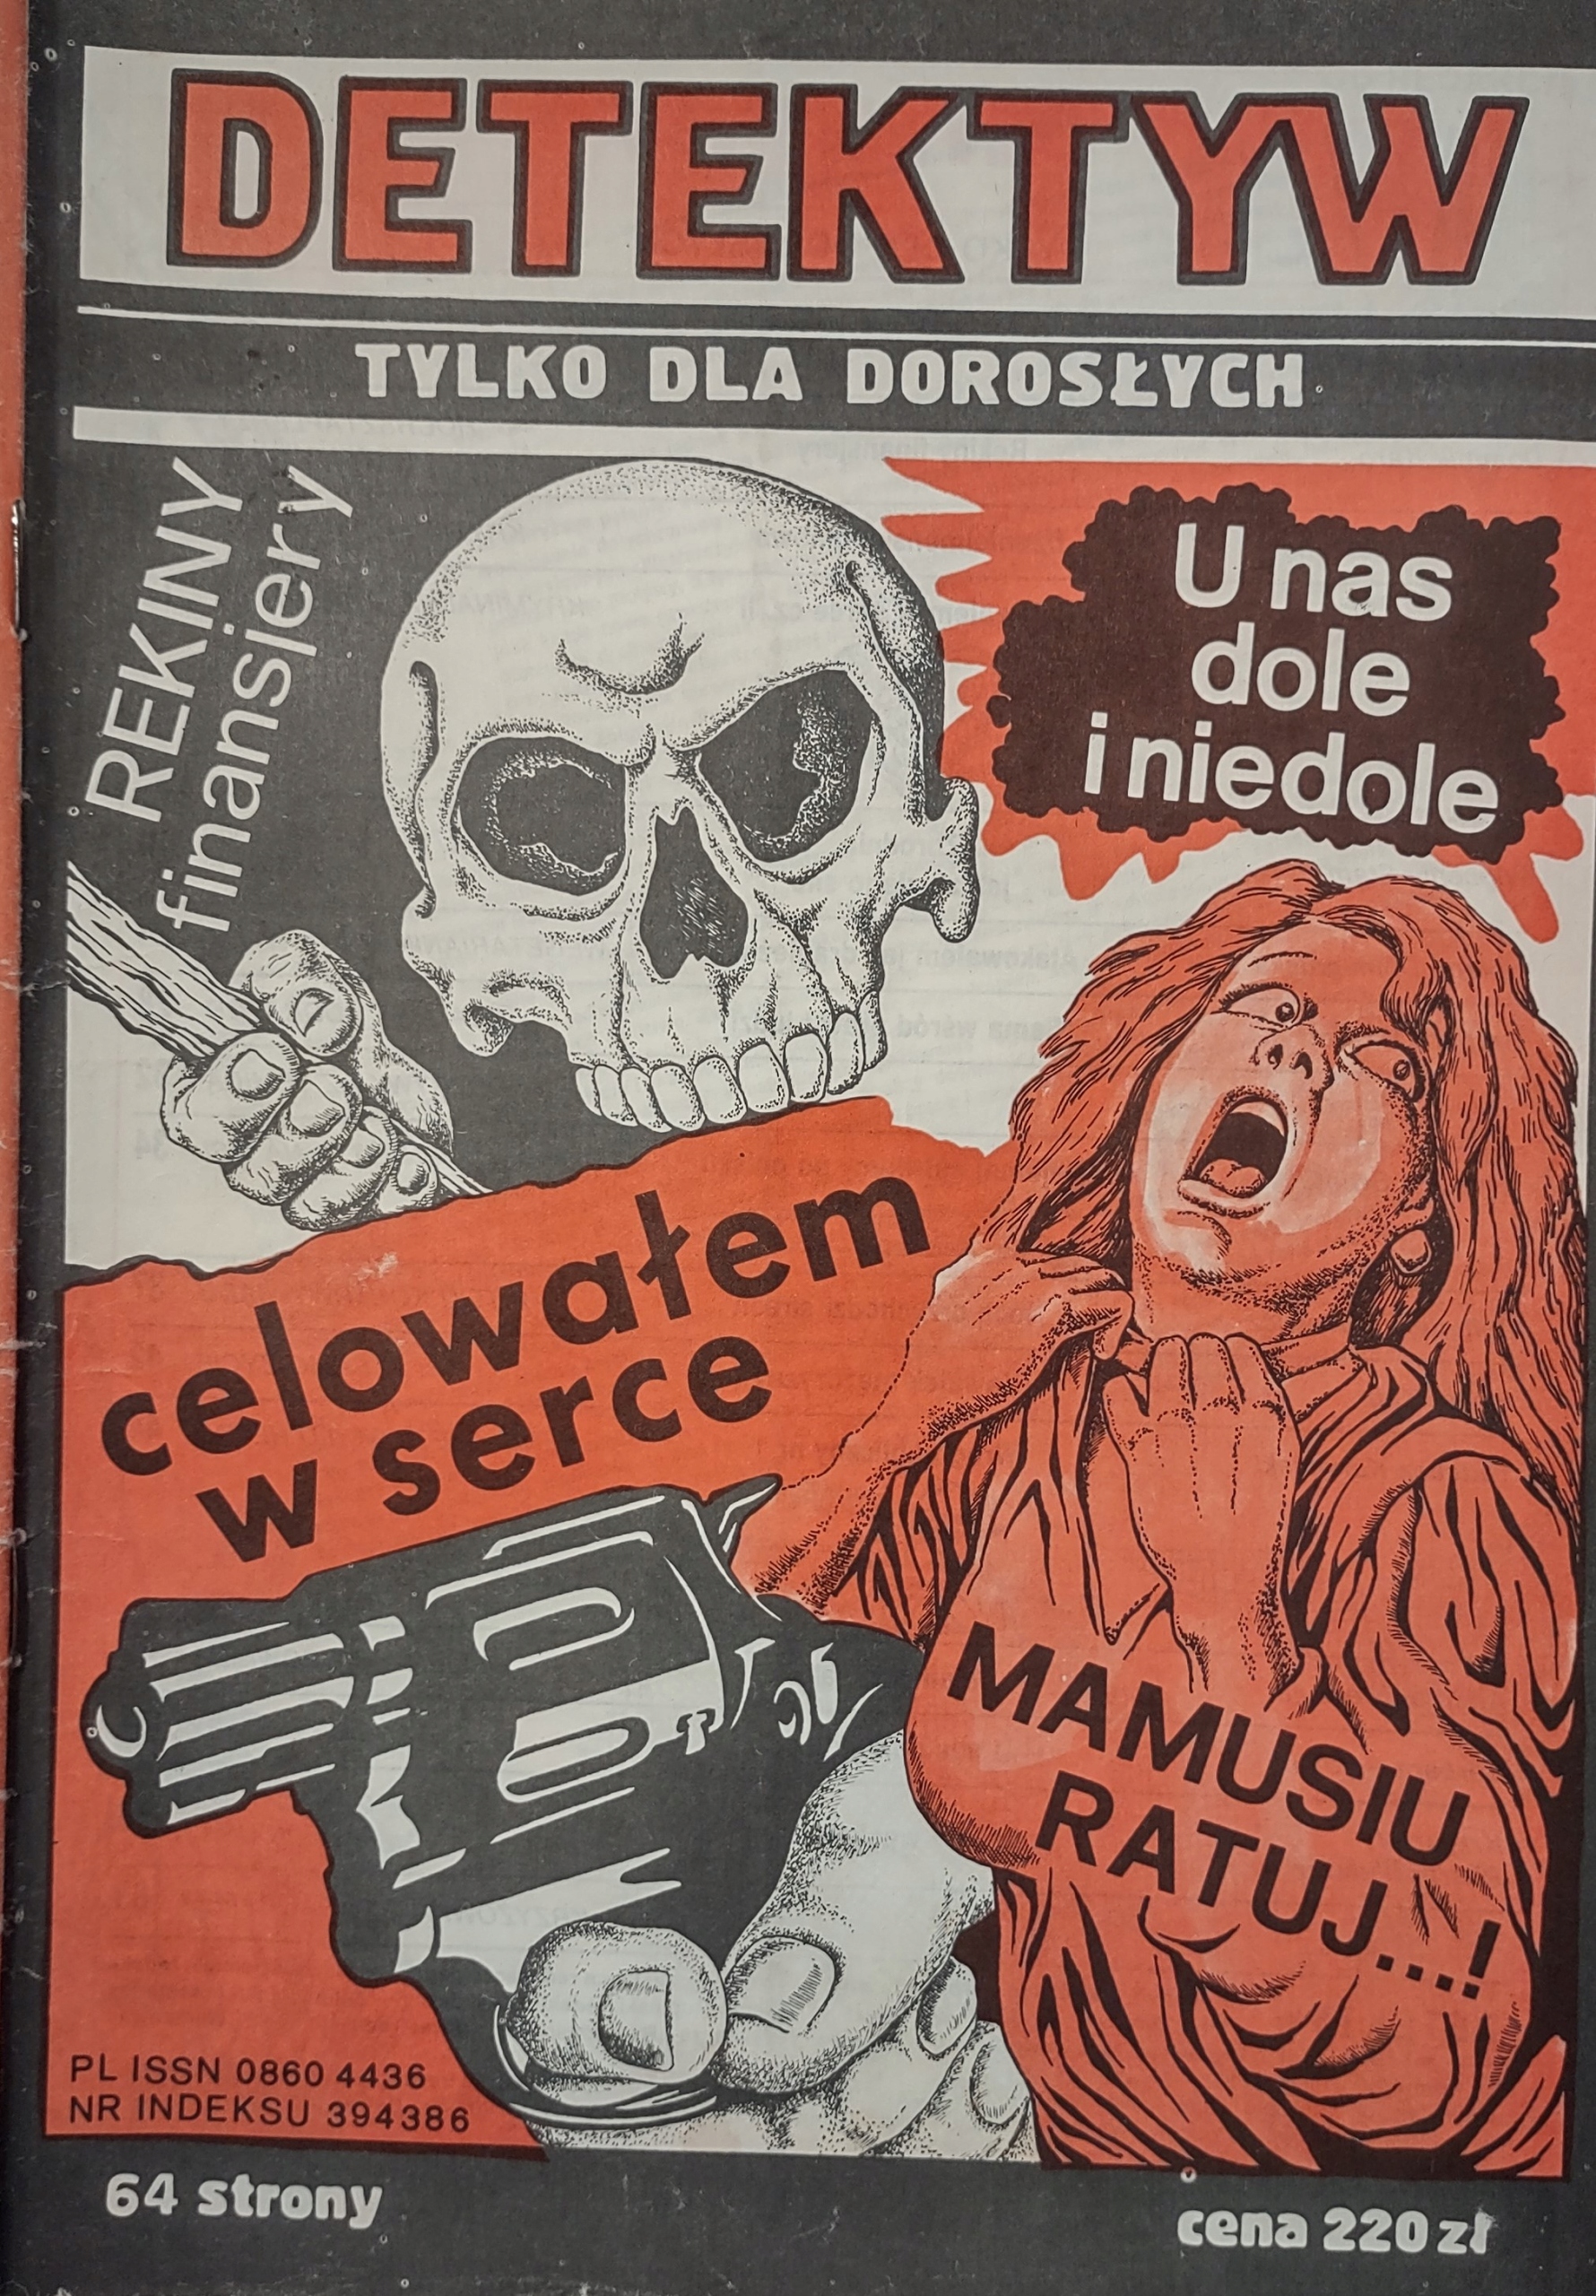 DETEKTYW
TYLKO DLA DOROSŁYCH
REKINY
finansjery
U nas
dole
i niedole
celowałem
w serce
MAMUSIU
RATUJ...!
PL ISSN 0860 4436
NR INDEKSU 394386
64 strony
cena 220 zł